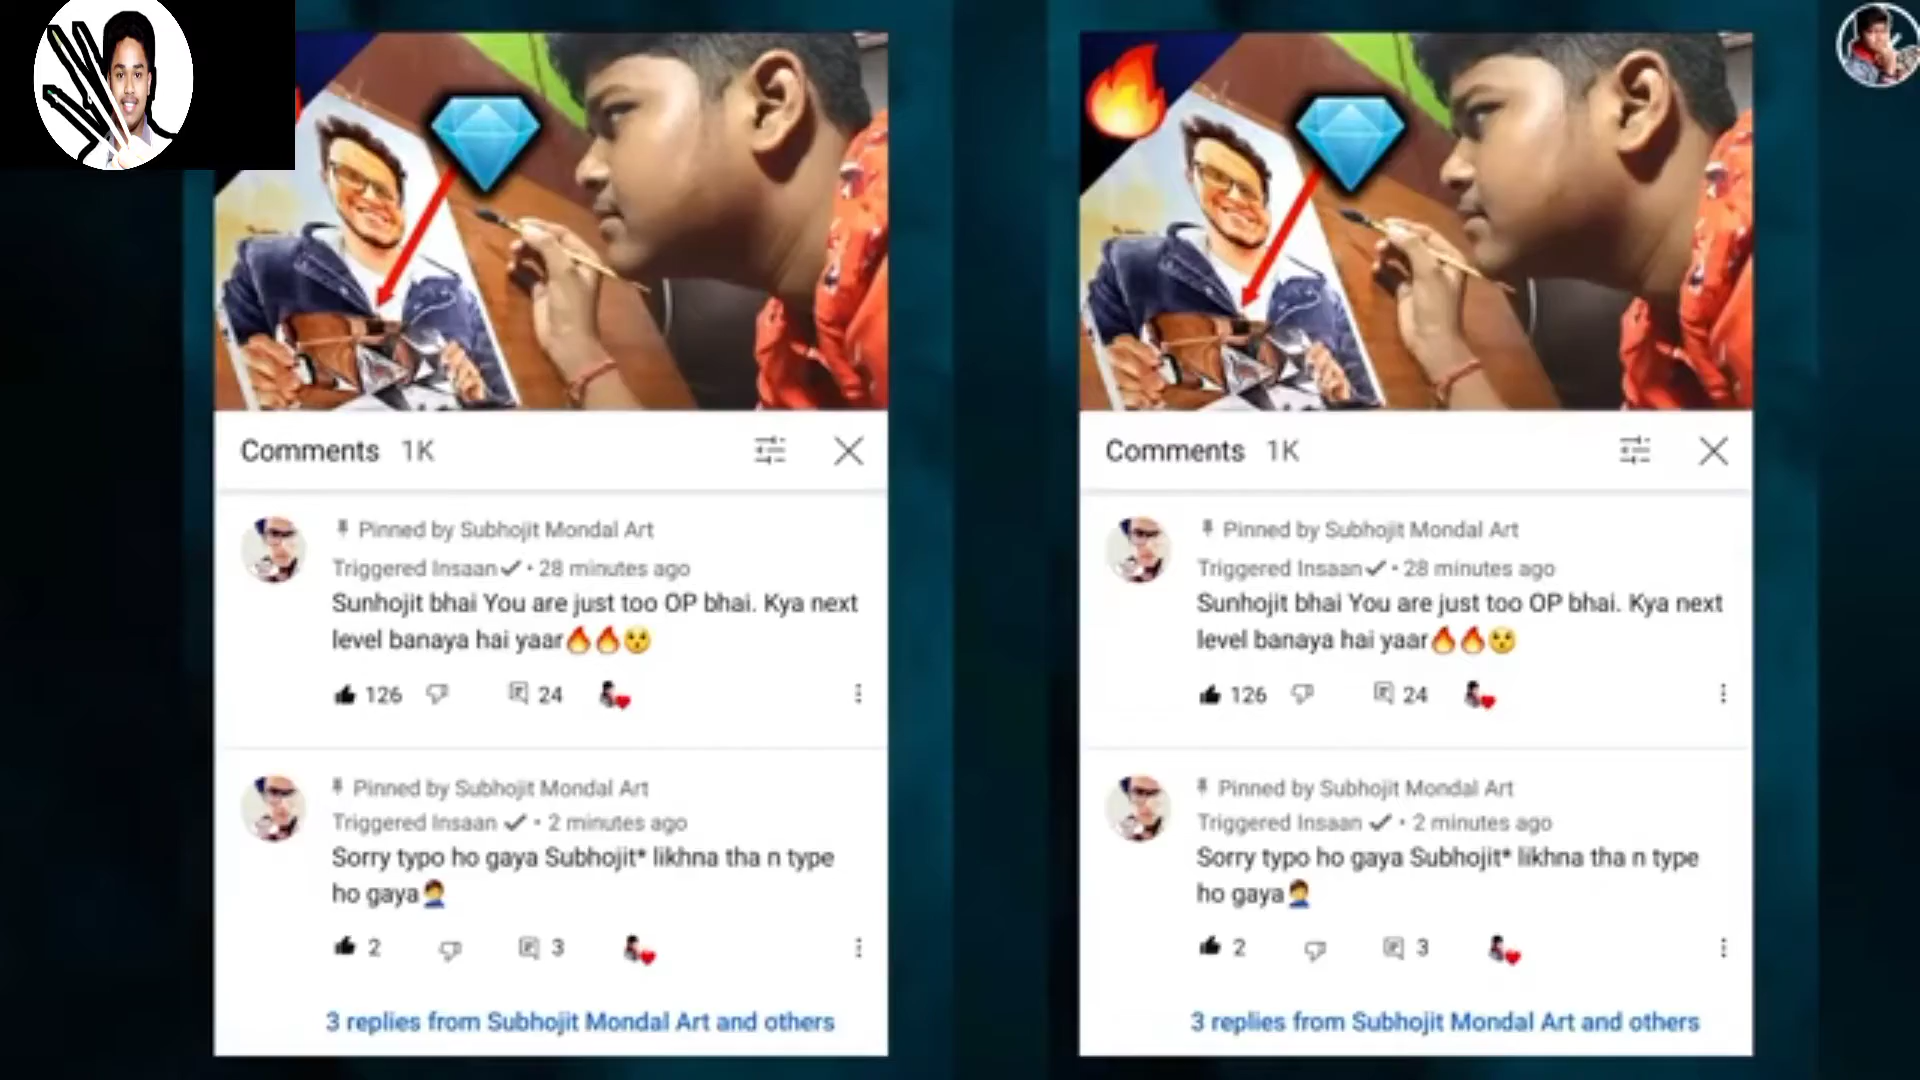 Comments 1K
Pinned by Subhojit Mondal Art
Triggered Insaan • 28 minutes ago
Sunhojit bhai You are just too OP bhai. Kya next
level banaya hai yaar🔥🔥😯
126 24
Pinned by Subhojit Mondal Art
Triggered Insaan • 2 minutes ago
Sorry typo ho gaya Subhojit* likhna tha n type
ho gaya🤦‍♂️
2 3
3 replies from Subhojit Mondal Art and others
Comments 1K
Pinned by Subhojit Mondal Art
Triggered Insaan • 28 minutes ago
Sunhojit bhai You are just too OP bhai. Kya next
level banaya hai yaar🔥🔥😯
126 24
Pinned by Subhojit Mondal Art
Triggered Insaan • 2 minutes ago
Sorry typo ho gaya Subhojit* likhna tha n type
ho gaya🤦‍♂️
2 3
3 replies from Subhojit Mondal Art and others